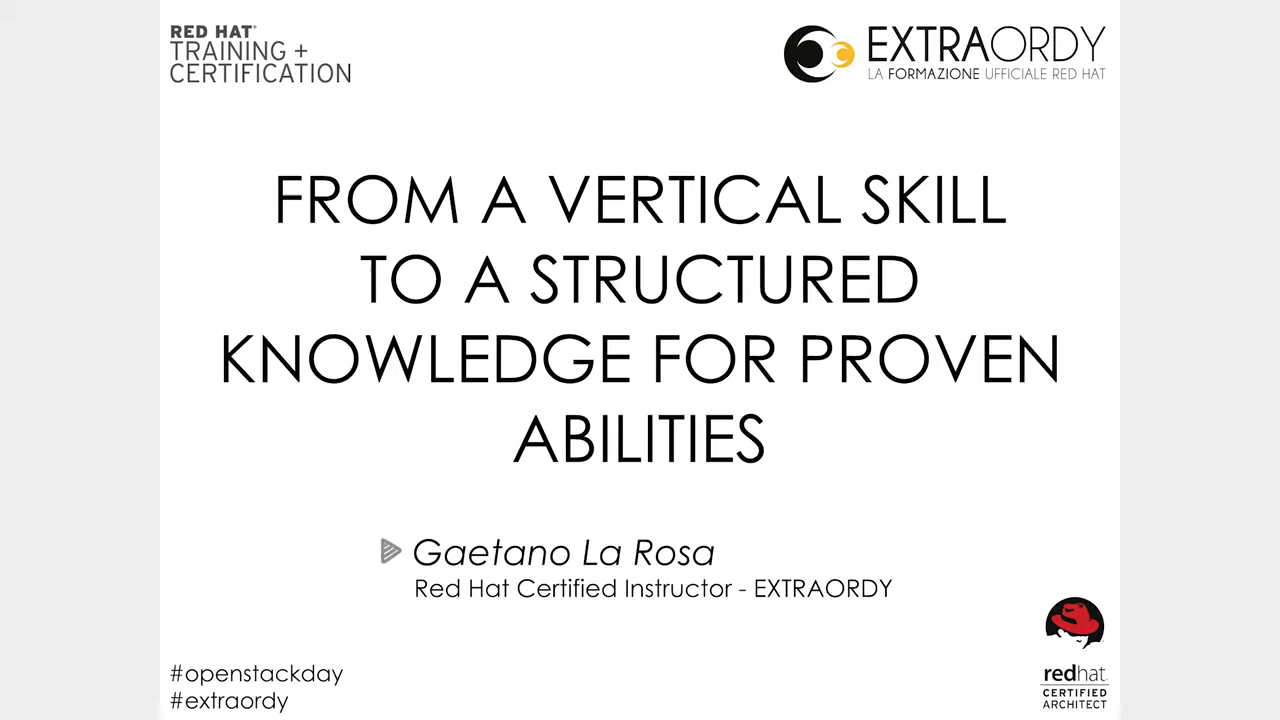 RED HAT®
TRAINING +
CERTIFICATION
EXTRAORDY
LA FORMAZIONE UFFICIALE RED HAT
FROM A VERTICAL SKILL
TO A STRUCTURED
KNOWLEDGE FOR PROVEN
ABILITIES
Gaetano La Rosa
Red Hat Certified Instructor - EXTRAORDY
#openstackday
#extraordy
redhat.
CERTIFIED
ARCHITECT